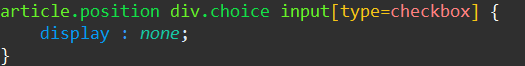 article.position div.choice input[type=checkbox] {
    display : none;
}